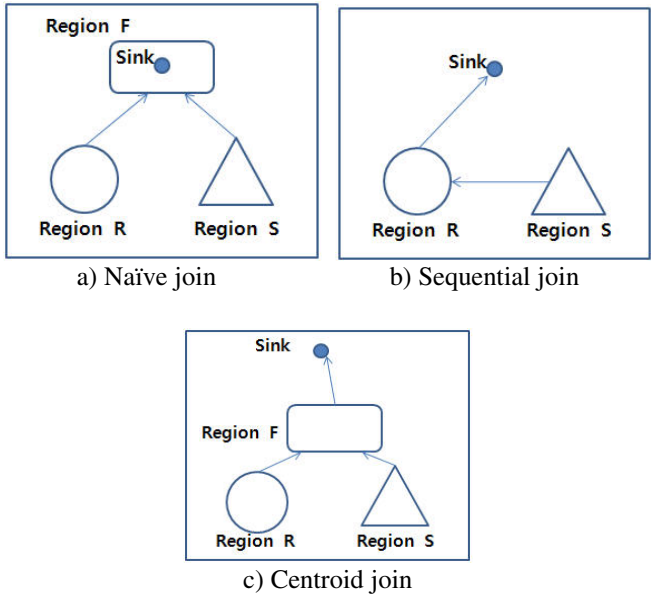 Region F
Sink
Region R
Region S
a) Naïve join
Sink
Region R
Region S
b) Sequential join
Sink
Region F
Region R
Region S
c) Centroid join